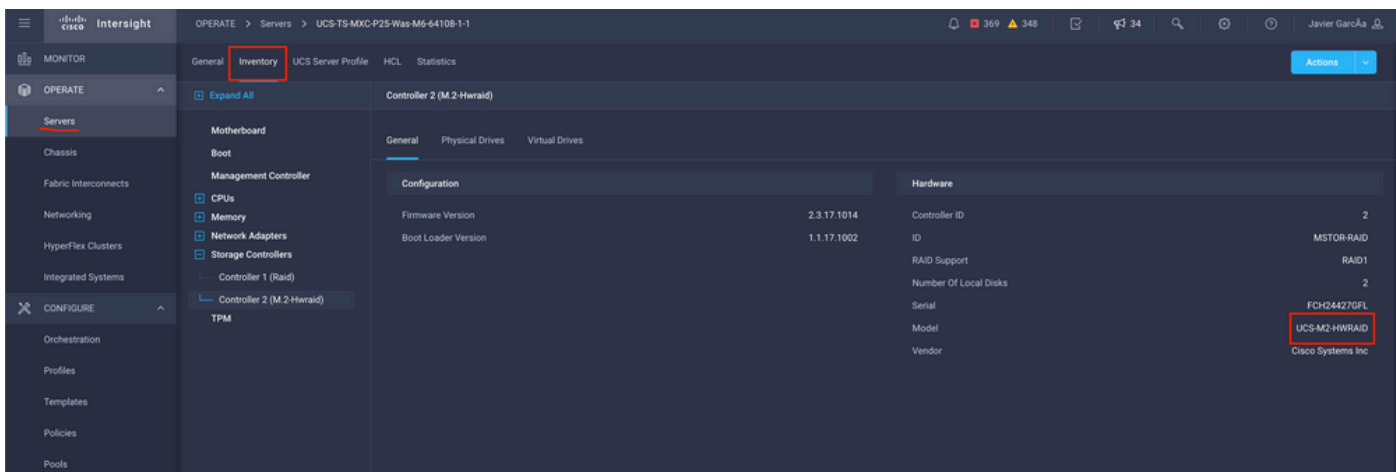 cisco Intersight
OPERATE > Servers > UCS-TS-MXC-P25-Was-M6-64108-1-1
369 348 34
Javier GarcÃa
MONITOR
OPERATE
Servers
Chassis
Fabric Interconnects
Networking
HyperFlex Clusters
Integrated Systems
CONFIGURE
Orchestration
Profiles
Templates
Policies
Pools
General Inventory UCS Server Profile HCL Statistics
Actions
Expand All
Motherboard
Boot
Management Controller
CPUs
Memory
Network Adapters
Storage Controllers
Controller 1 (Raid)
Controller 2 (M.2-Hwraid)
TPM
Controller 2 (M.2-Hwraid)
General Physical Drives Virtual Drives
Configuration
Firmware Version 2.3.17.1014
Boot Loader Version 1.1.17.1002
Hardware
Controller ID 2
ID MSTOR-RAID
RAID Support RAID1
Number Of Local Disks 2
Serial FCH24427GFL
Model UCS-M2-HWRAID
Vendor Cisco Systems Inc